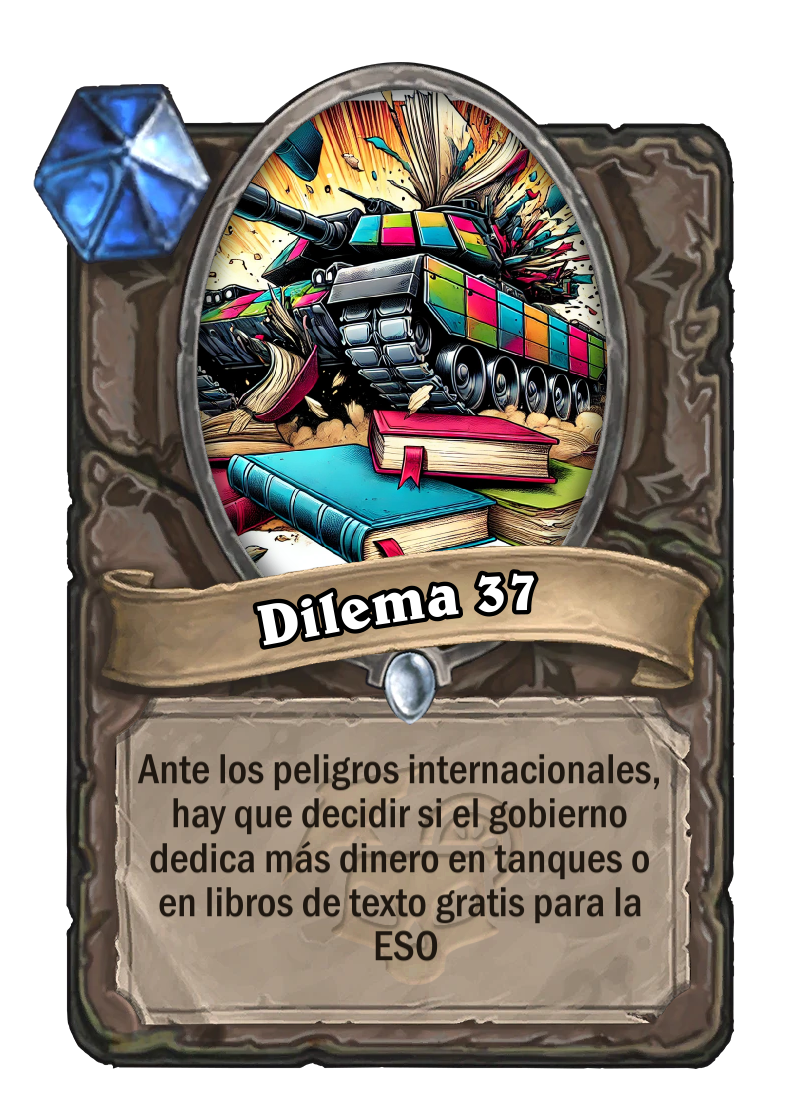 Dilema 37
Ante los peligros internacionales,
hay que decidir si el gobierno
dedica más dinero en tanques o
en libros de texto gratis para la
ESO